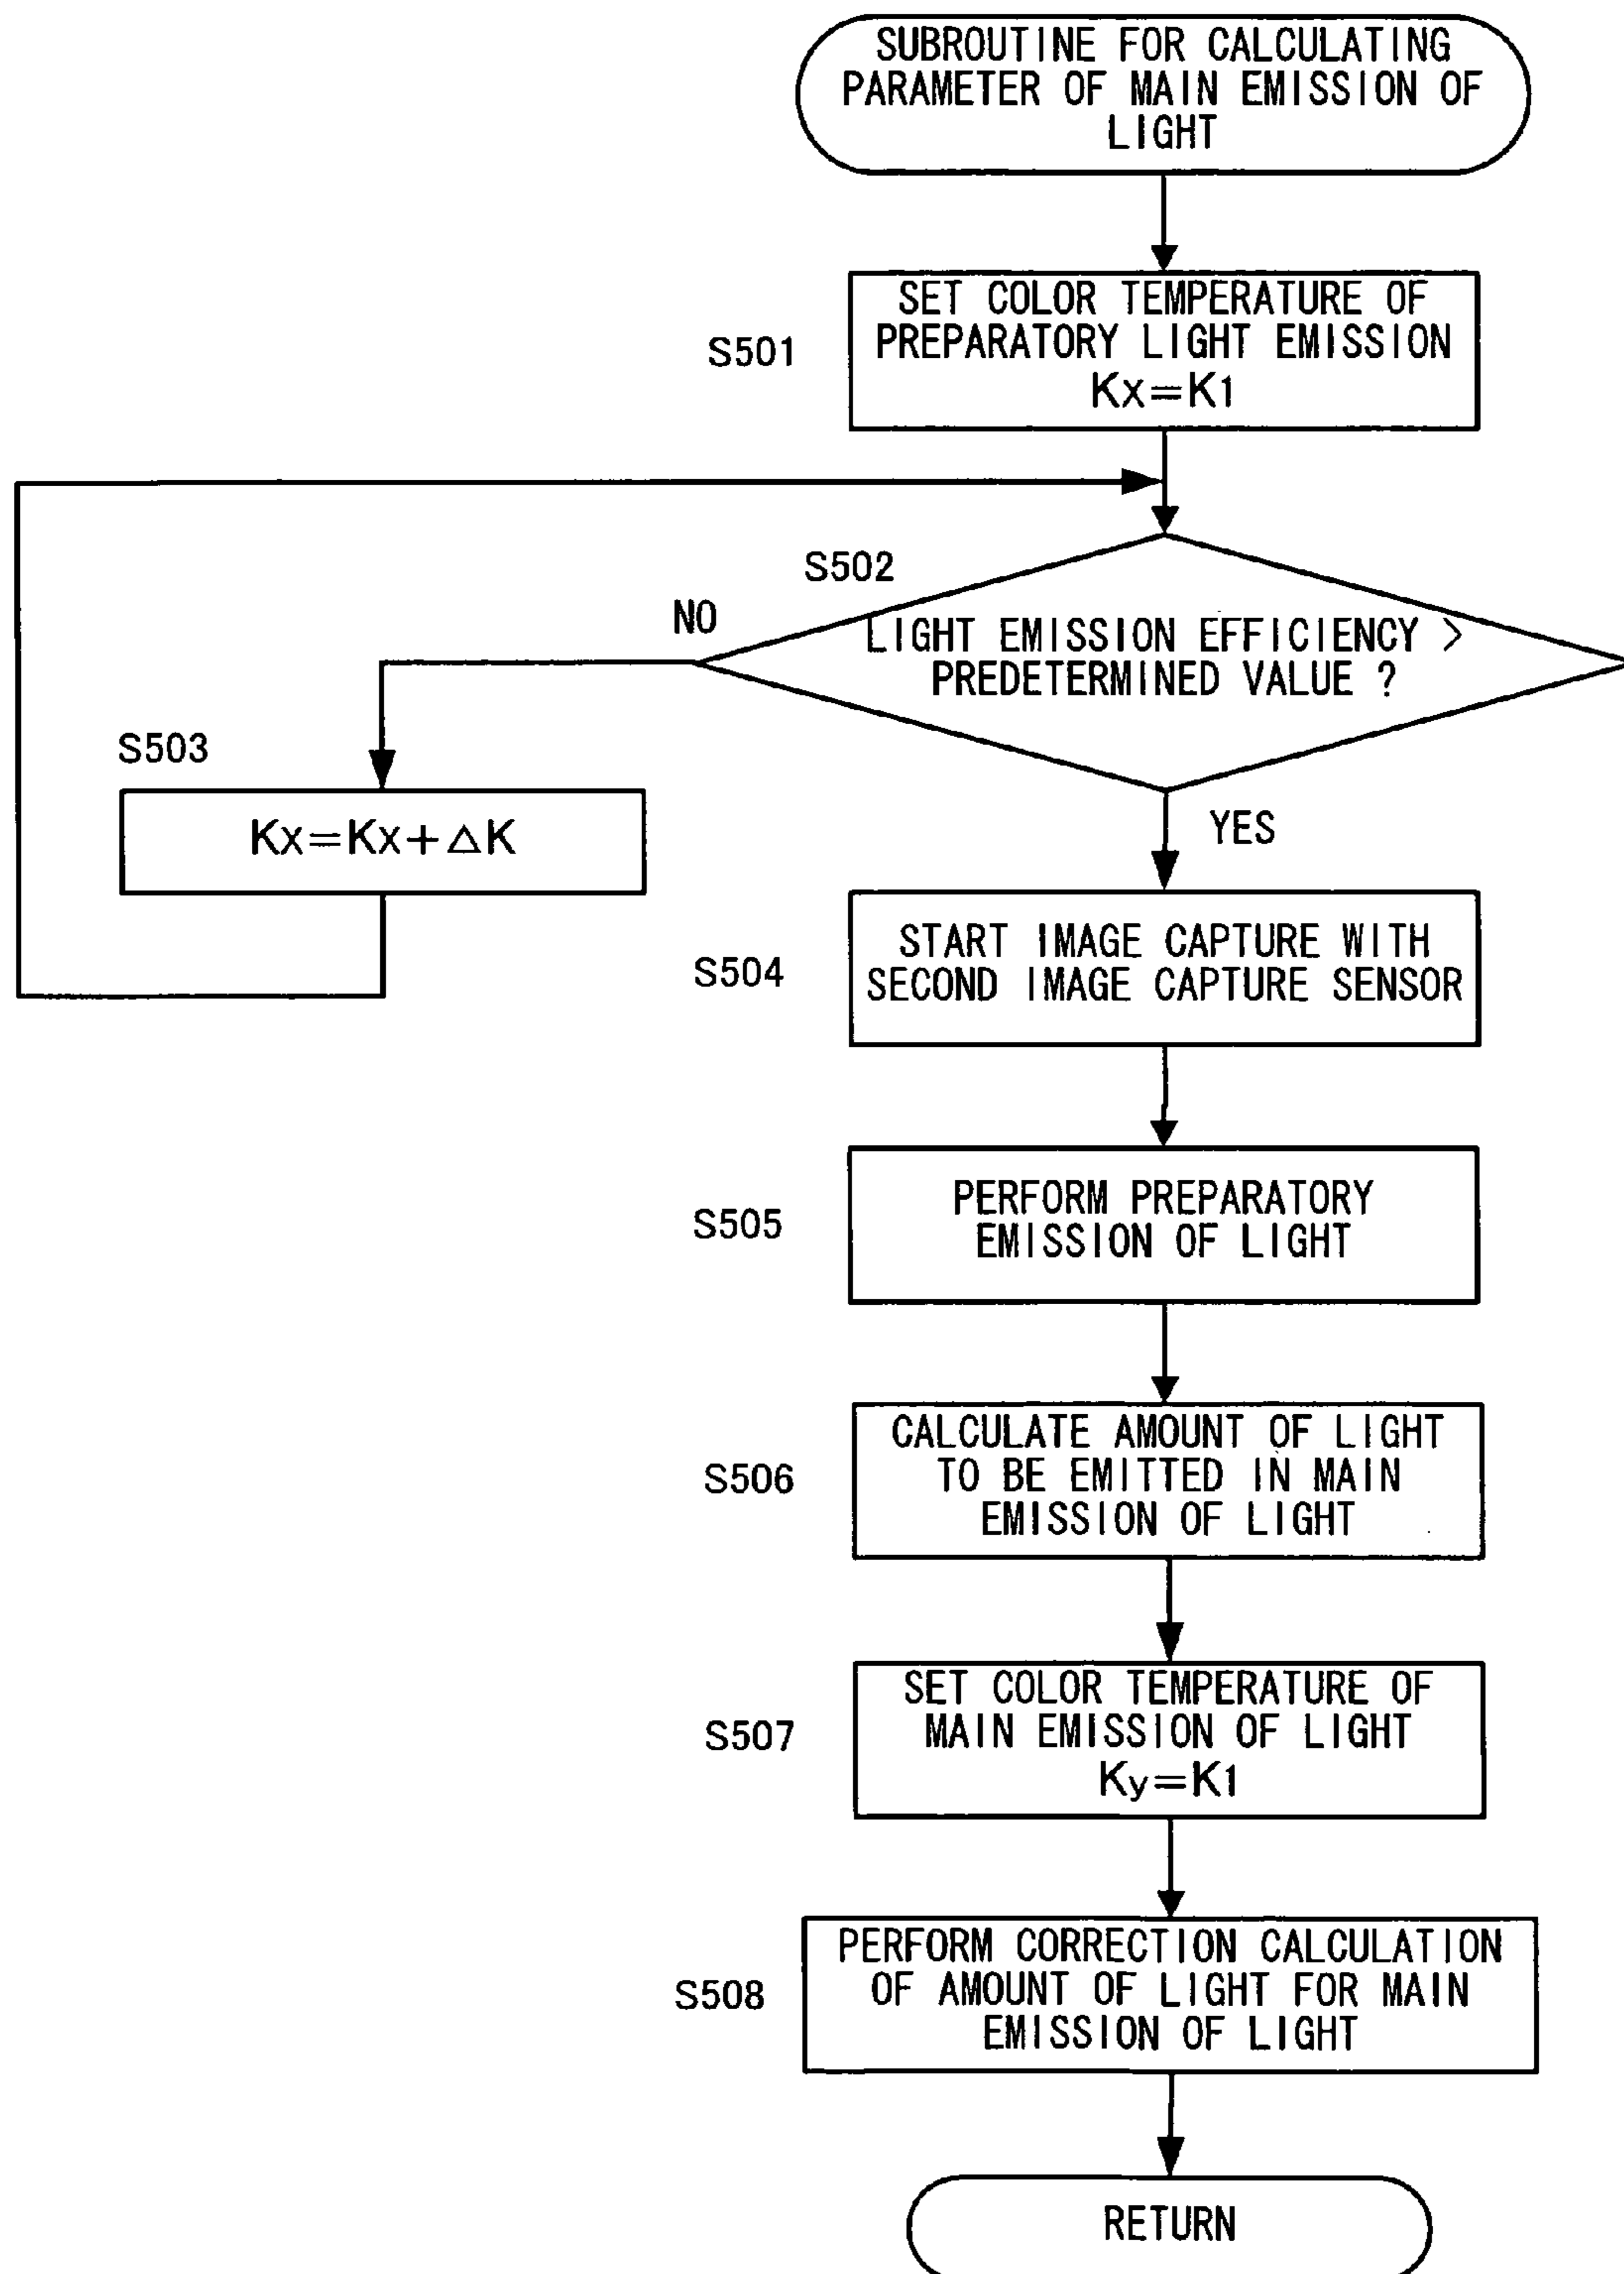 SUBROUTINE FOR CALCULATING
PARAMETER OF MAIN EMISSION OF
LIGHT
S501
SET COLOR TEMPERATURE OF
PREPARATORY LIGHT EMISSION
Kx=K1
S502
NO
LIGHT EMISSION EFFICIENCY >
PREDETERMINED VALUE ?
YES
S503
Kx=Kx+△K
S504
START IMAGE CAPTURE WITH
SECOND IMAGE CAPTURE SENSOR
S505
PERFORM PREPARATORY
EMISSION OF LIGHT
S506
CALCULATE AMOUNT OF LIGHT
TO BE EMITTED IN MAIN
EMISSION OF LIGHT
S507
SET COLOR TEMPERATURE OF
MAIN EMISSION OF LIGHT
Ky=K1
S508
PERFORM CORRECTION CALCULATION
OF AMOUNT OF LIGHT FOR MAIN
EMISSION OF LIGHT
RETURN